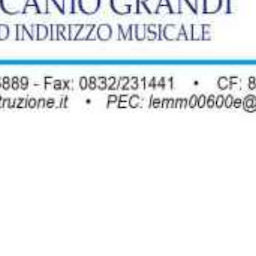 CANIO GRANDI
D INDIRIZZO MUSICALE
6889 - Fax: 0832/231441 • CF: 8
truzione.it • PEC: lemm00600e@